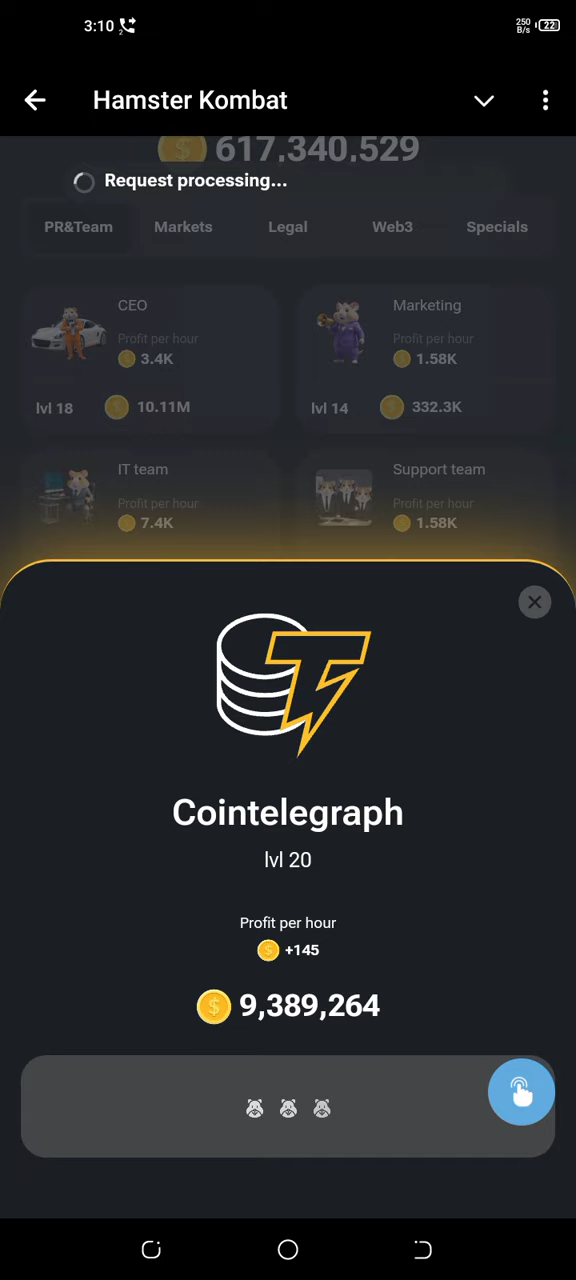 3:10 2
250 B/s 22
Hamster Kombat
617,340,529
Request processing...
PR&Team Markets Legal Web3 Specials
CEO Marketing
Profit per hour Profit per hour
3.4K 1.58K
lvl 18 10.11M lvl 14 332.3K
IT team Support team
Profit per hour Profit per hour
7.4K 1.58K
Cointelegraph
lvl 20
Profit per hour
+145
9,389,264